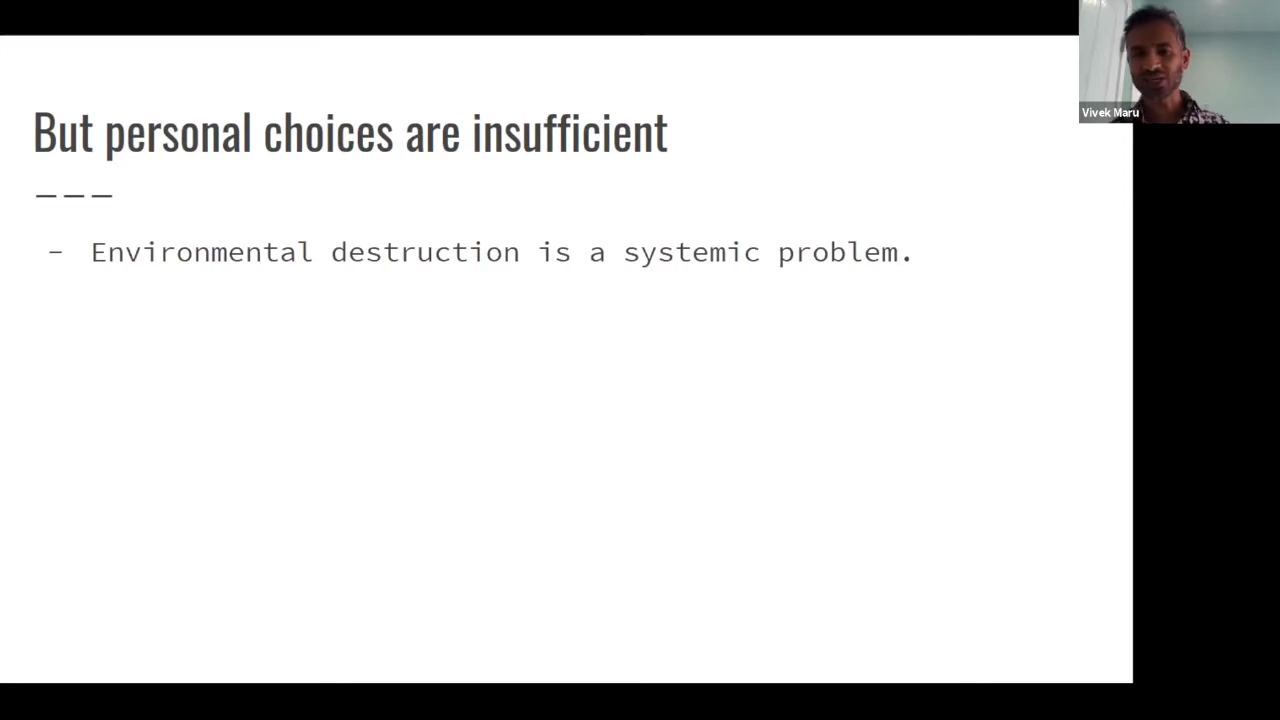 But personal choices are insufficient
———
- Environmental destruction is a systemic problem.
Vivek Maru